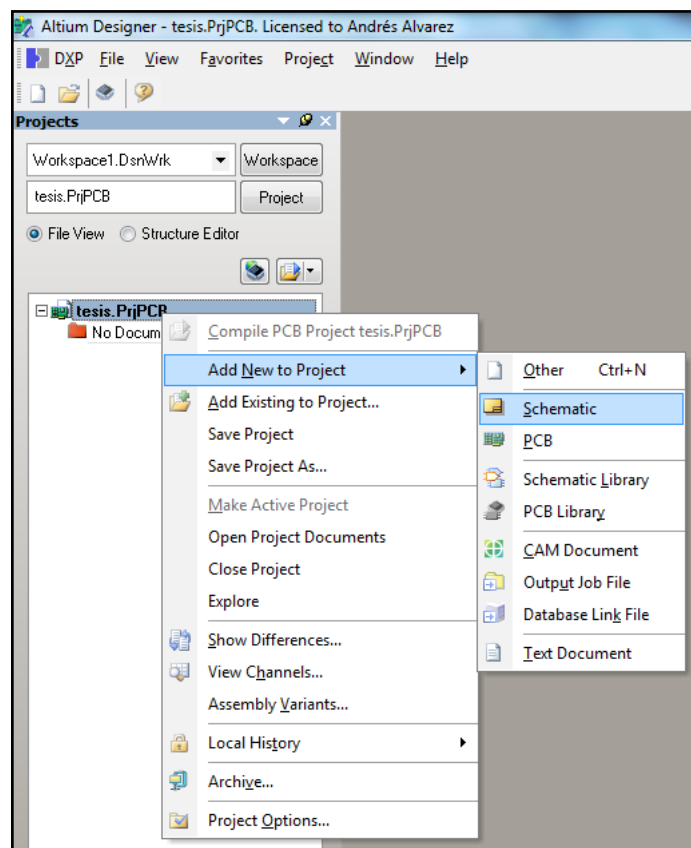 Altium Designer - tesis.PrjPCB. Licensed to Andrés Alvarez
DXP File View Favorites Project Window Help
Projects
Workspace1.DsnWrk Workspace
tesis.PrjPCB Project
File View Structure Editor
tesis.PrjPCB
No Docum
Compile PCB Project tesis.PrjPCB
Add New to Project
Add Existing to Project...
Save Project
Save Project As...
Make Active Project
Open Project Documents
Close Project
Explore
Show Differences...
View Channels...
Assembly Variants...
Local History
Archive...
Project Options...
Other Ctrl+N
Schematic
PCB
Schematic Library
PCB Library
CAM Document
Output Job File
Database Link File
Text Document